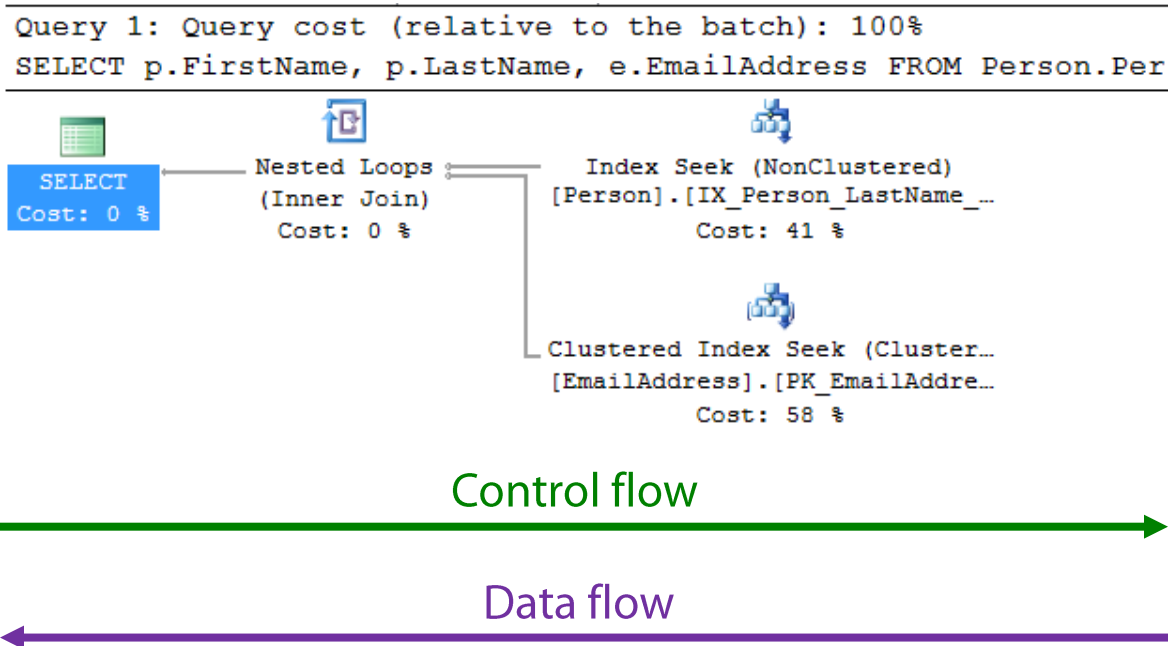 Query 1: Query cost (relative to the batch): 100%
SELECT p.FirstName, p.LastName, e.EmailAddress FROM Person.Per
SELECT
Cost: 0 %
Nested Loops
(Inner Join)
Cost: 0 %
Index Seek (NonClustered)
[Person].[IX_Person_LastName_…
Cost: 41 %
Clustered Index Seek (Cluster…
[EmailAddress].[PK_EmailAddre…
Cost: 58 %
Control flow
Data flow